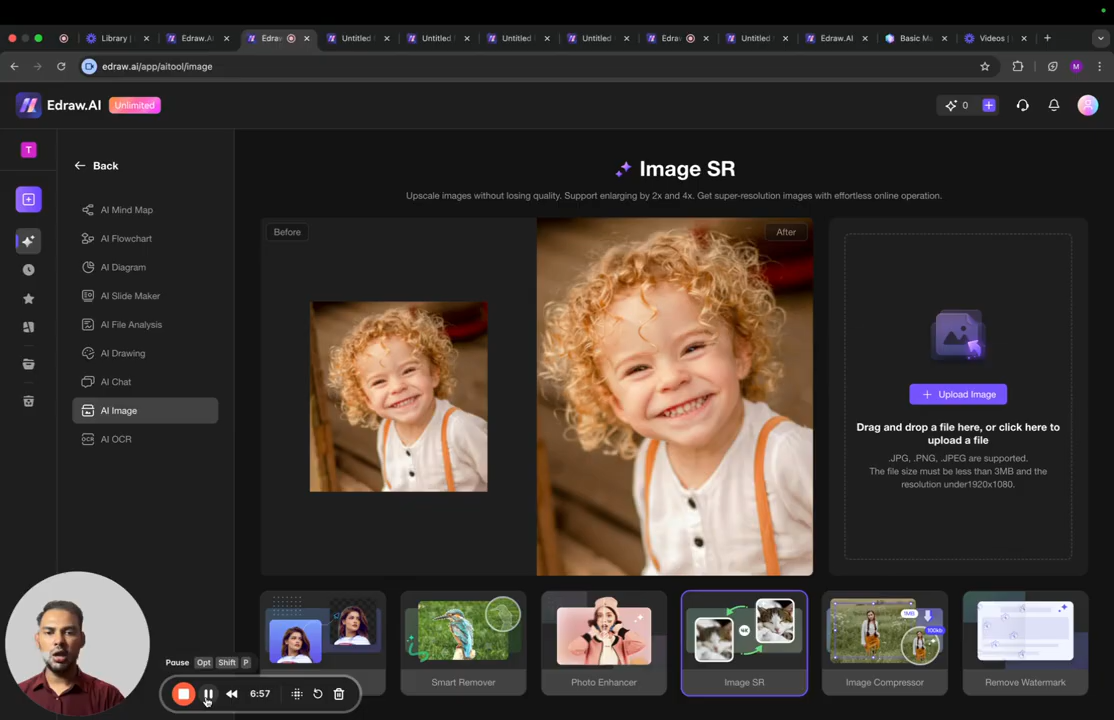 Library |
Edraw.AI
Edraw
Untitled
Untitled
Untitled
Untitled
Edraw
Untitled
Edraw.AI
Basic M
Videos |
edraw.ai/app/aitool/image
M
Edraw.AI
Unlimited
0
T
Back
AI Mind Map
AI Flowchart
AI Diagram
AI Slide Maker
AI File Analysis
AI Drawing
AI Chat
AI Image
OCR
AI OCR
Image SR
Upscale images without losing quality. Support enlarging by 2x and 4x. Get super-resolution images with effortless online operation.
Before
After
Upload Image
Drag and drop a file here, or click here to
upload a file
.JPG, .PNG, .JPEG are supported.
The file size must be less than 3MB and the
resolution under1920x1080.
1MB
100kb
Smart Remover
Photo Enhancer
Image SR
Image Compressor
Remove Watermark
Pause Opt Shift P
6:57